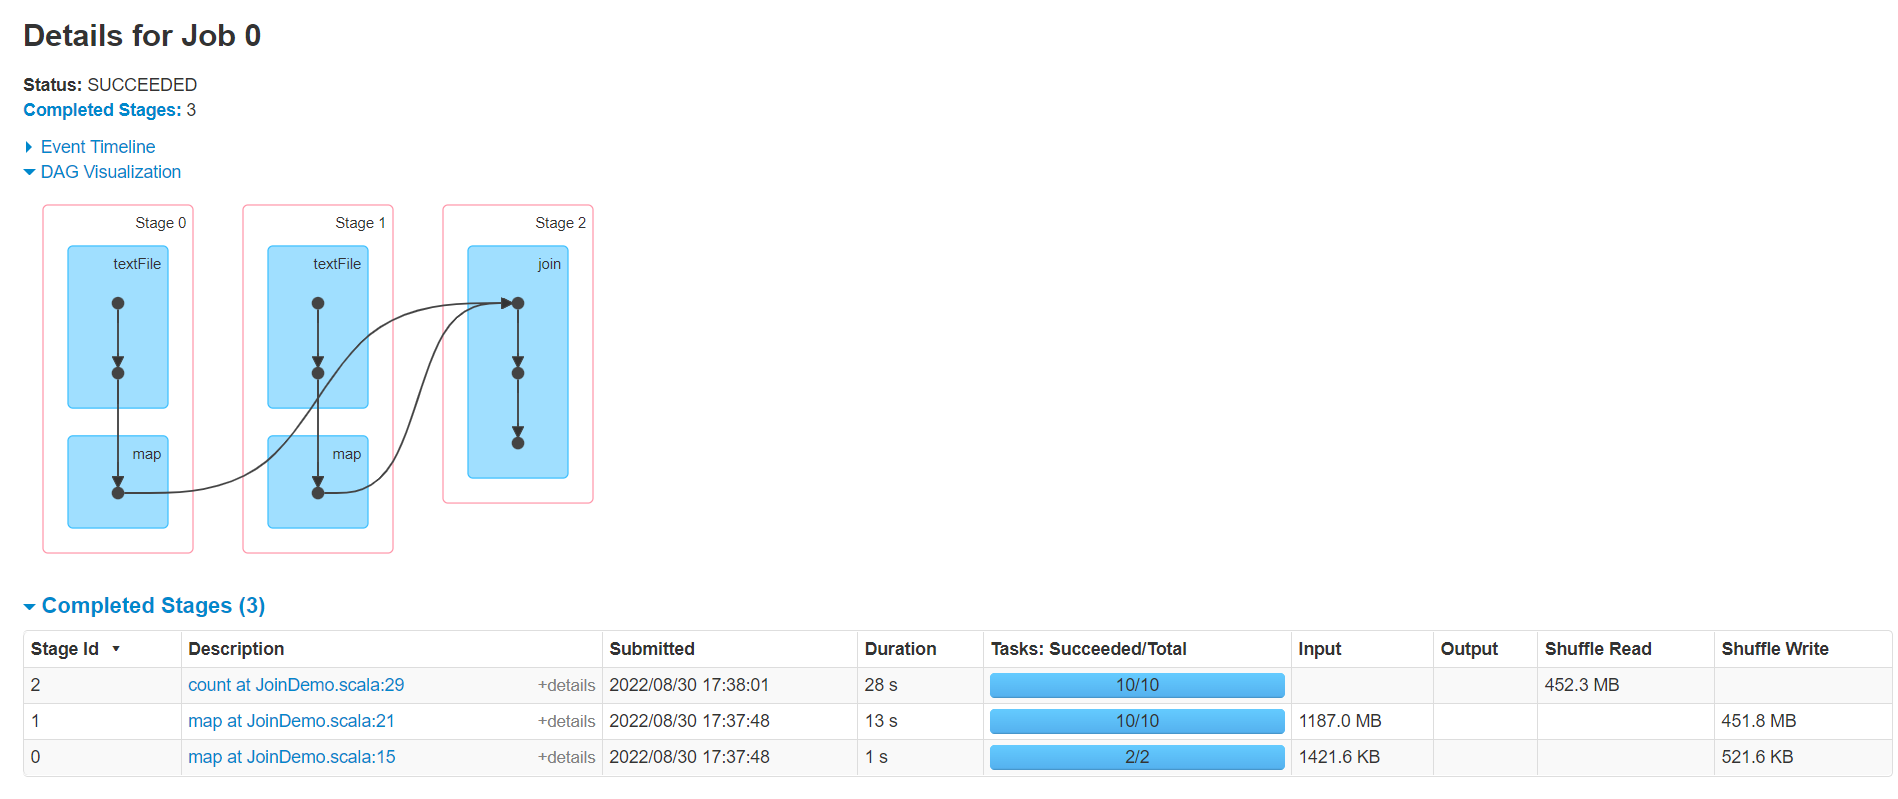 Details for Job 0
Status: SUCCEEDED
Completed Stages: 3
Event Timeline
DAG Visualization
Stage 0 Stage 1 Stage 2
textFile textFile join
map map
Completed Stages (3)
Stage Id Description Submitted Duration Tasks: Succeeded/Total Input Output Shuffle Read Shuffle Write
2 count at JoinDemo.scala:29 +details 2022/08/30 17:38:01 28 s 10/10 452.3 MB
1 map at JoinDemo.scala:21 +details 2022/08/30 17:37:48 13 s 10/10 1187.0 MB 451.8 MB
0 map at JoinDemo.scala:15 +details 2022/08/30 17:37:48 1 s 2/2 1421.6 KB 521.6 KB